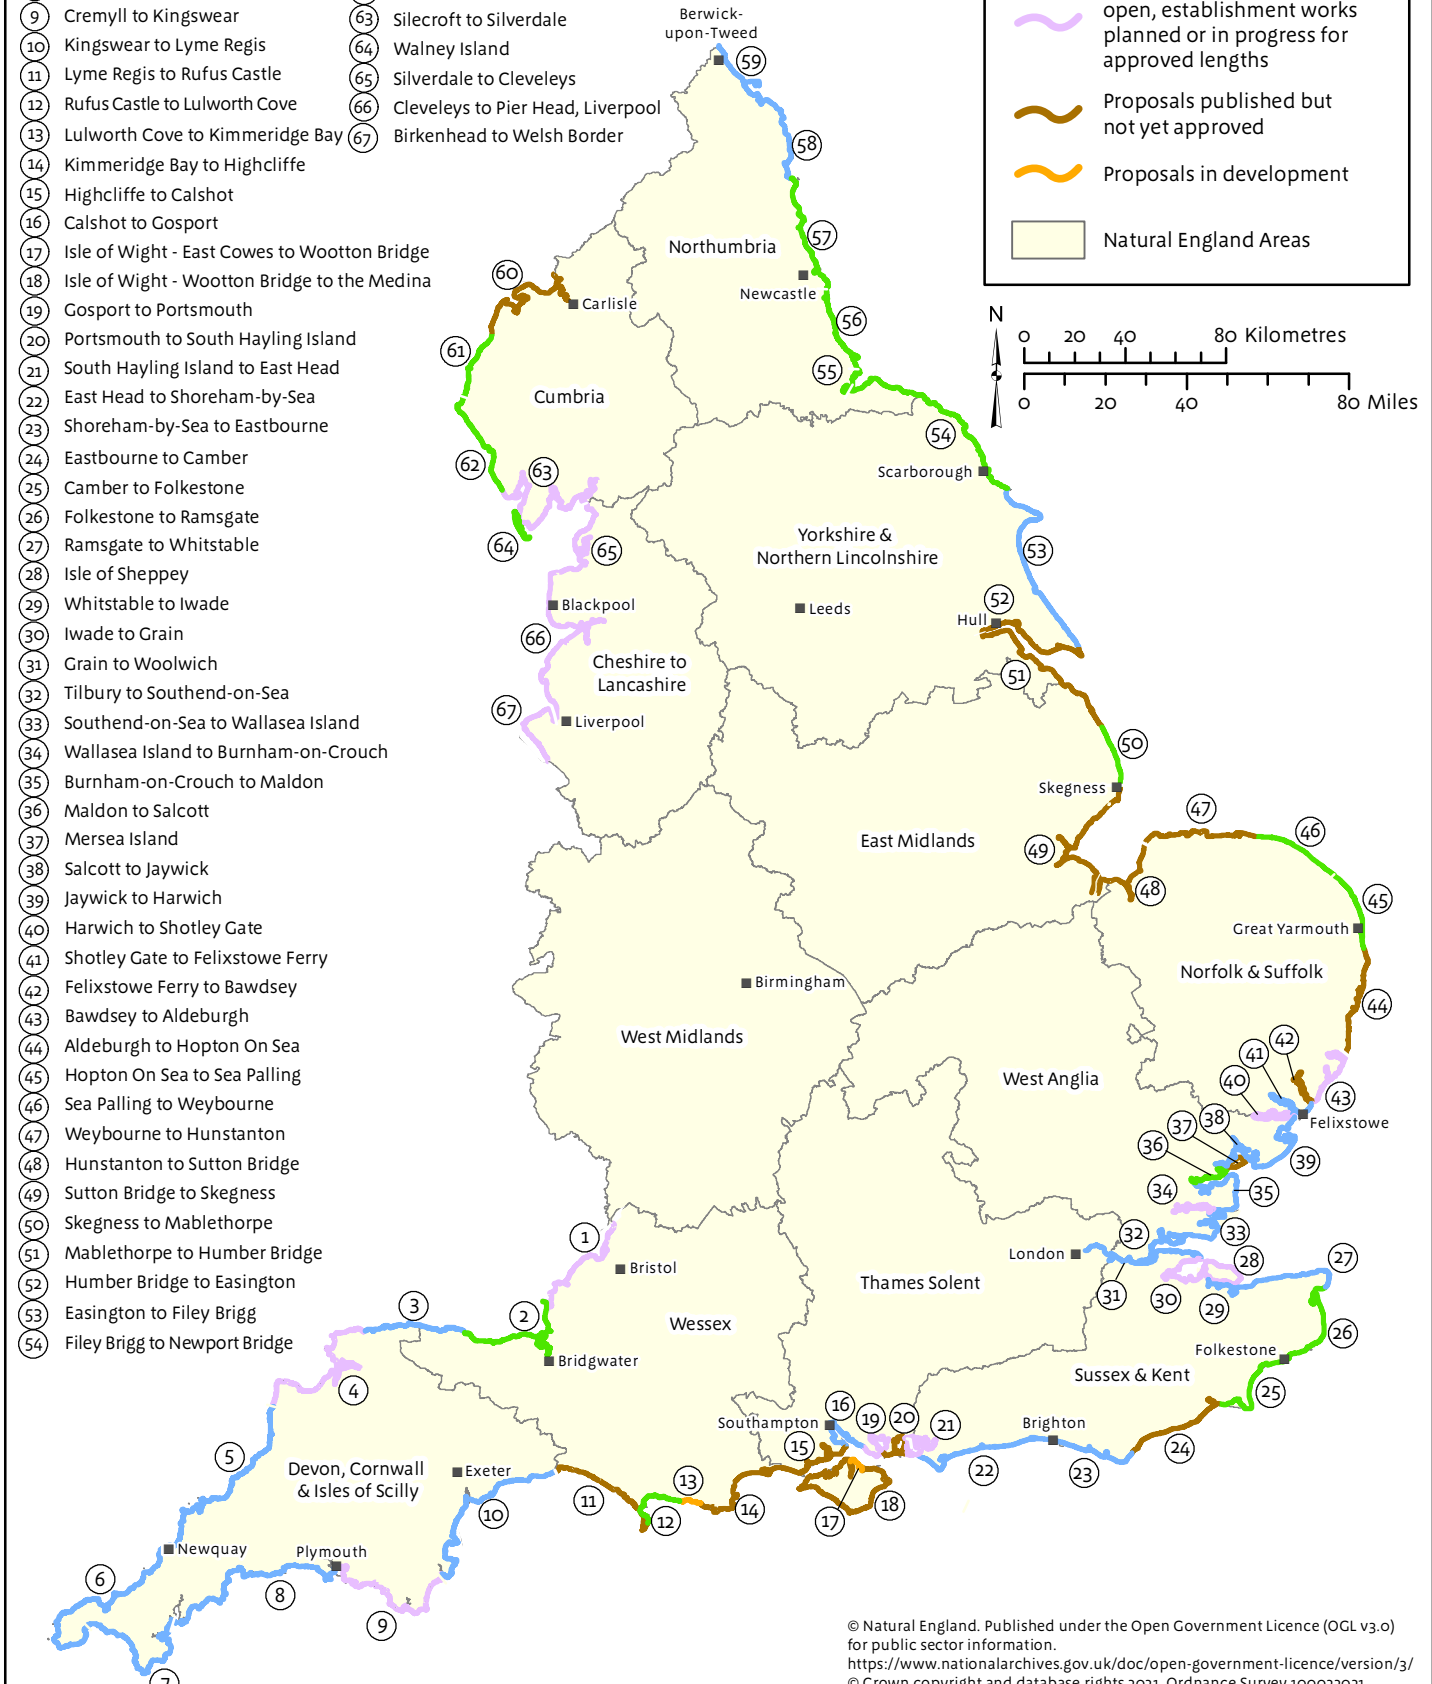 9 Cremyll to Kingswear
10 Kingswear to Lyme Regis
11 Lyme Regis to Rufus Castle
12 Rufus Castle to Lulworth Cove
13 Lulworth Cove to Kimmeridge Bay
14 Kimmeridge Bay to Highcliffe
15 Highcliffe to Calshot
16 Calshot to Gosport
17 Isle of Wight - East Cowes to Wootton Bridge
18 Isle of Wight - Wootton Bridge to the Medina
19 Gosport to Portsmouth
20 Portsmouth to South Hayling Island
21 South Hayling Island to East Head
22 East Head to Shoreham-by-Sea
23 Shoreham-by-Sea to Eastbourne
24 Eastbourne to Camber
25 Camber to Folkestone
26 Folkestone to Ramsgate
27 Ramsgate to Whitstable
28 Isle of Sheppey
29 Whitstable to Iwade
30 Iwade to Grain
31 Grain to Woolwich
32 Tilbury to Southend-on-Sea
33 Southend-on-Sea to Wallasea Island
34 Wallasea Island to Burnham-on-Crouch
35 Burnham-on-Crouch to Maldon
36 Maldon to Salcott
37 Mersea Island
38 Salcott to Jaywick
39 Jaywick to Harwich
40 Harwich to Shotley Gate
41 Shotley Gate to Felixstowe Ferry
42 Felixstowe Ferry to Bawdsey
43 Bawdsey to Aldeburgh
44 Aldeburgh to Hopton On Sea
45 Hopton On Sea to Sea Palling
46 Sea Palling to Weybourne
47 Weybourne to Hunstanton
48 Hunstanton to Sutton Bridge
49 Sutton Bridge to Skegness
50 Skegness to Mablethorpe
51 Mablethorpe to Humber Bridge
52 Humber Bridge to Easington
53 Easington to Filey Brigg
54 Filey Brigg to Newport Bridge
63 Silecroft to Silverdale
64 Walney Island
65 Silverdale to Cleveleys
66 Cleveleys to Pier Head, Liverpool
67 Birkenhead to Welsh Border
open, establishment works
planned or in progress for
approved lengths
Proposals published but
not yet approved
Proposals in development
Natural England Areas
N
0 20 40 80 Kilometres
0 20 40 80 Miles
Berwick-
upon-Tweed
59
58
57
Northumbria
Newcastle
56
55
60
Carlisle
61
Cumbria
62
63
64
54
Scarborough
Yorkshire &
Northern Lincolnshire
53
65
Blackpool
Leeds
52
Hull
66
Cheshire to
Lancashire
51
67
Liverpool
50
Skegness
East Midlands
49
47
46
48
45
Great Yarmouth
Norfolk & Suffolk
44
Birmingham
West Midlands
West Anglia
42
41
40
43
Felixstowe
38
37
36
39
34
35
33
32
London
31
30
28
27
29
26
Thames Solent
1
Bristol
Wessex
3
2
Bridgwater
4
Folkestone
25
Sussex & Kent
Southampton
16
19
20
21
Brighton
15
22
23
24
5
Devon, Cornwall
& Isles of Scilly
Exeter
10
11
13
12
14
17
18
Newquay
Plymouth
6
8
9
7
© Natural England. Published under the Open Government Licence (OGL v3.0)
for public sector information.
https://www.nationalarchives.gov.uk/doc/open-government-licence/version/3/
© Crown copyright and database rights 2021. Ordnance Survey 100022021